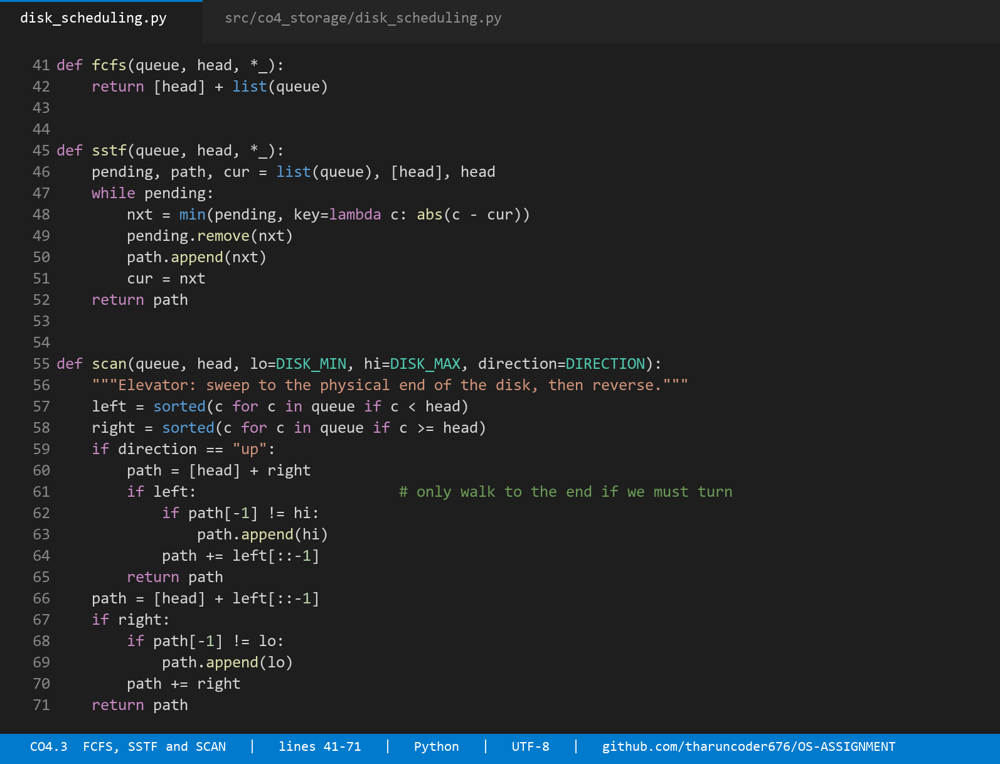 disk_scheduling.py src/co4_storage/disk_scheduling.py
41 def fcfs(queue, head, *_):
42     return [head] + list(queue)
43
44
45 def sstf(queue, head, *_):
46     pending, path, cur = list(queue), [head], head
47     while pending:
48         nxt = min(pending, key=lambda c: abs(c - cur))
49         pending.remove(nxt)
50         path.append(nxt)
51         cur = nxt
52     return path
53
54
55 def scan(queue, head, lo=DISK_MIN, hi=DISK_MAX, direction=DIRECTION):
56     """Elevator: sweep to the physical end of the disk, then reverse."""
57     left = sorted(c for c in queue if c < head)
58     right = sorted(c for c in queue if c >= head)
59     if direction == "up":
60         path = [head] + right
61         if left:                       # only walk to the end if we must turn
62             if path[-1] != hi:
63                 path.append(hi)
64             path += left[::-1]
65         return path
66     path = [head] + left[::-1]
67     if right:
68         if path[-1] != lo:
69             path.append(lo)
70         path += right
71     return path
CO4.3  FCFS, SSTF and SCAN | lines 41-71 | Python | UTF-8 | github.com/tharuncoder676/OS-ASSIGNMENT